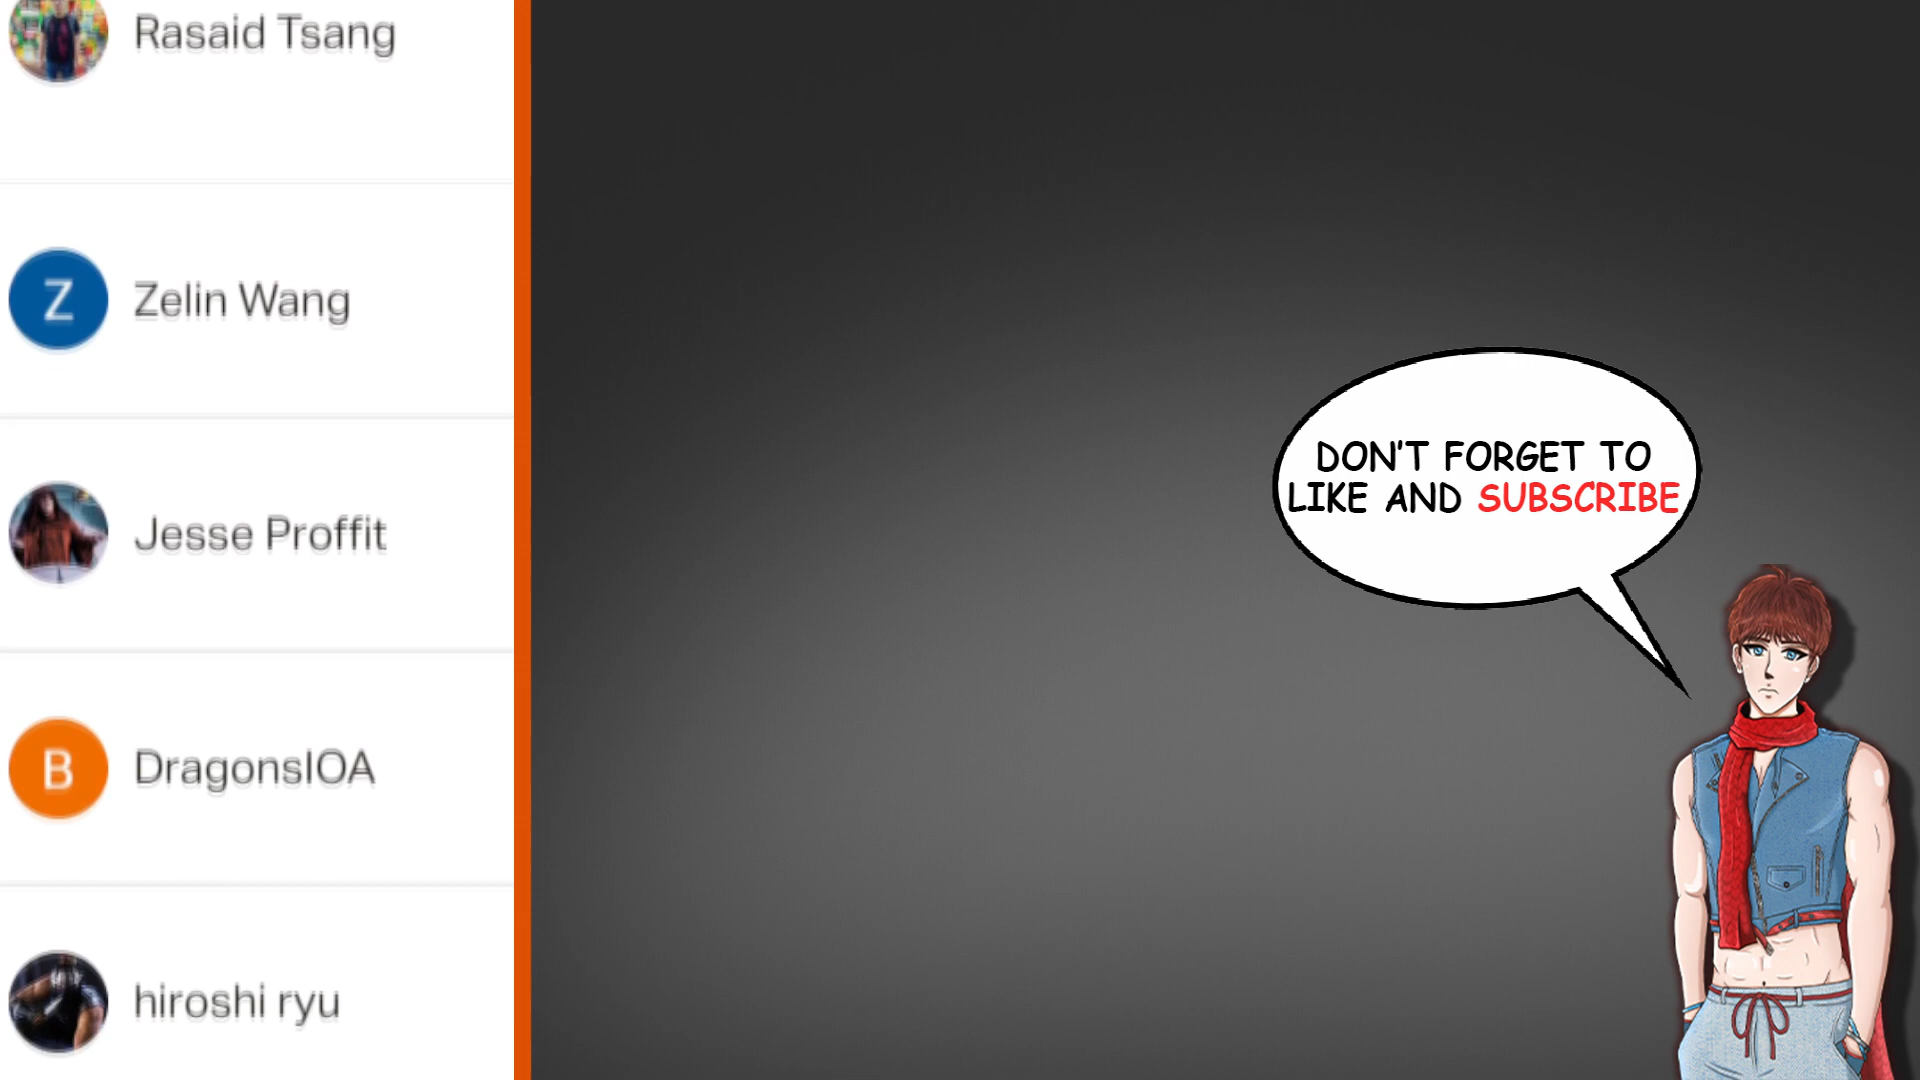 Rasaid Tsang
Z
Zelin Wang
Jesse Proffit
B
DragonsIOA
hiroshi ryu
DON'T FORGET TO
LIKE AND SUBSCRIBE